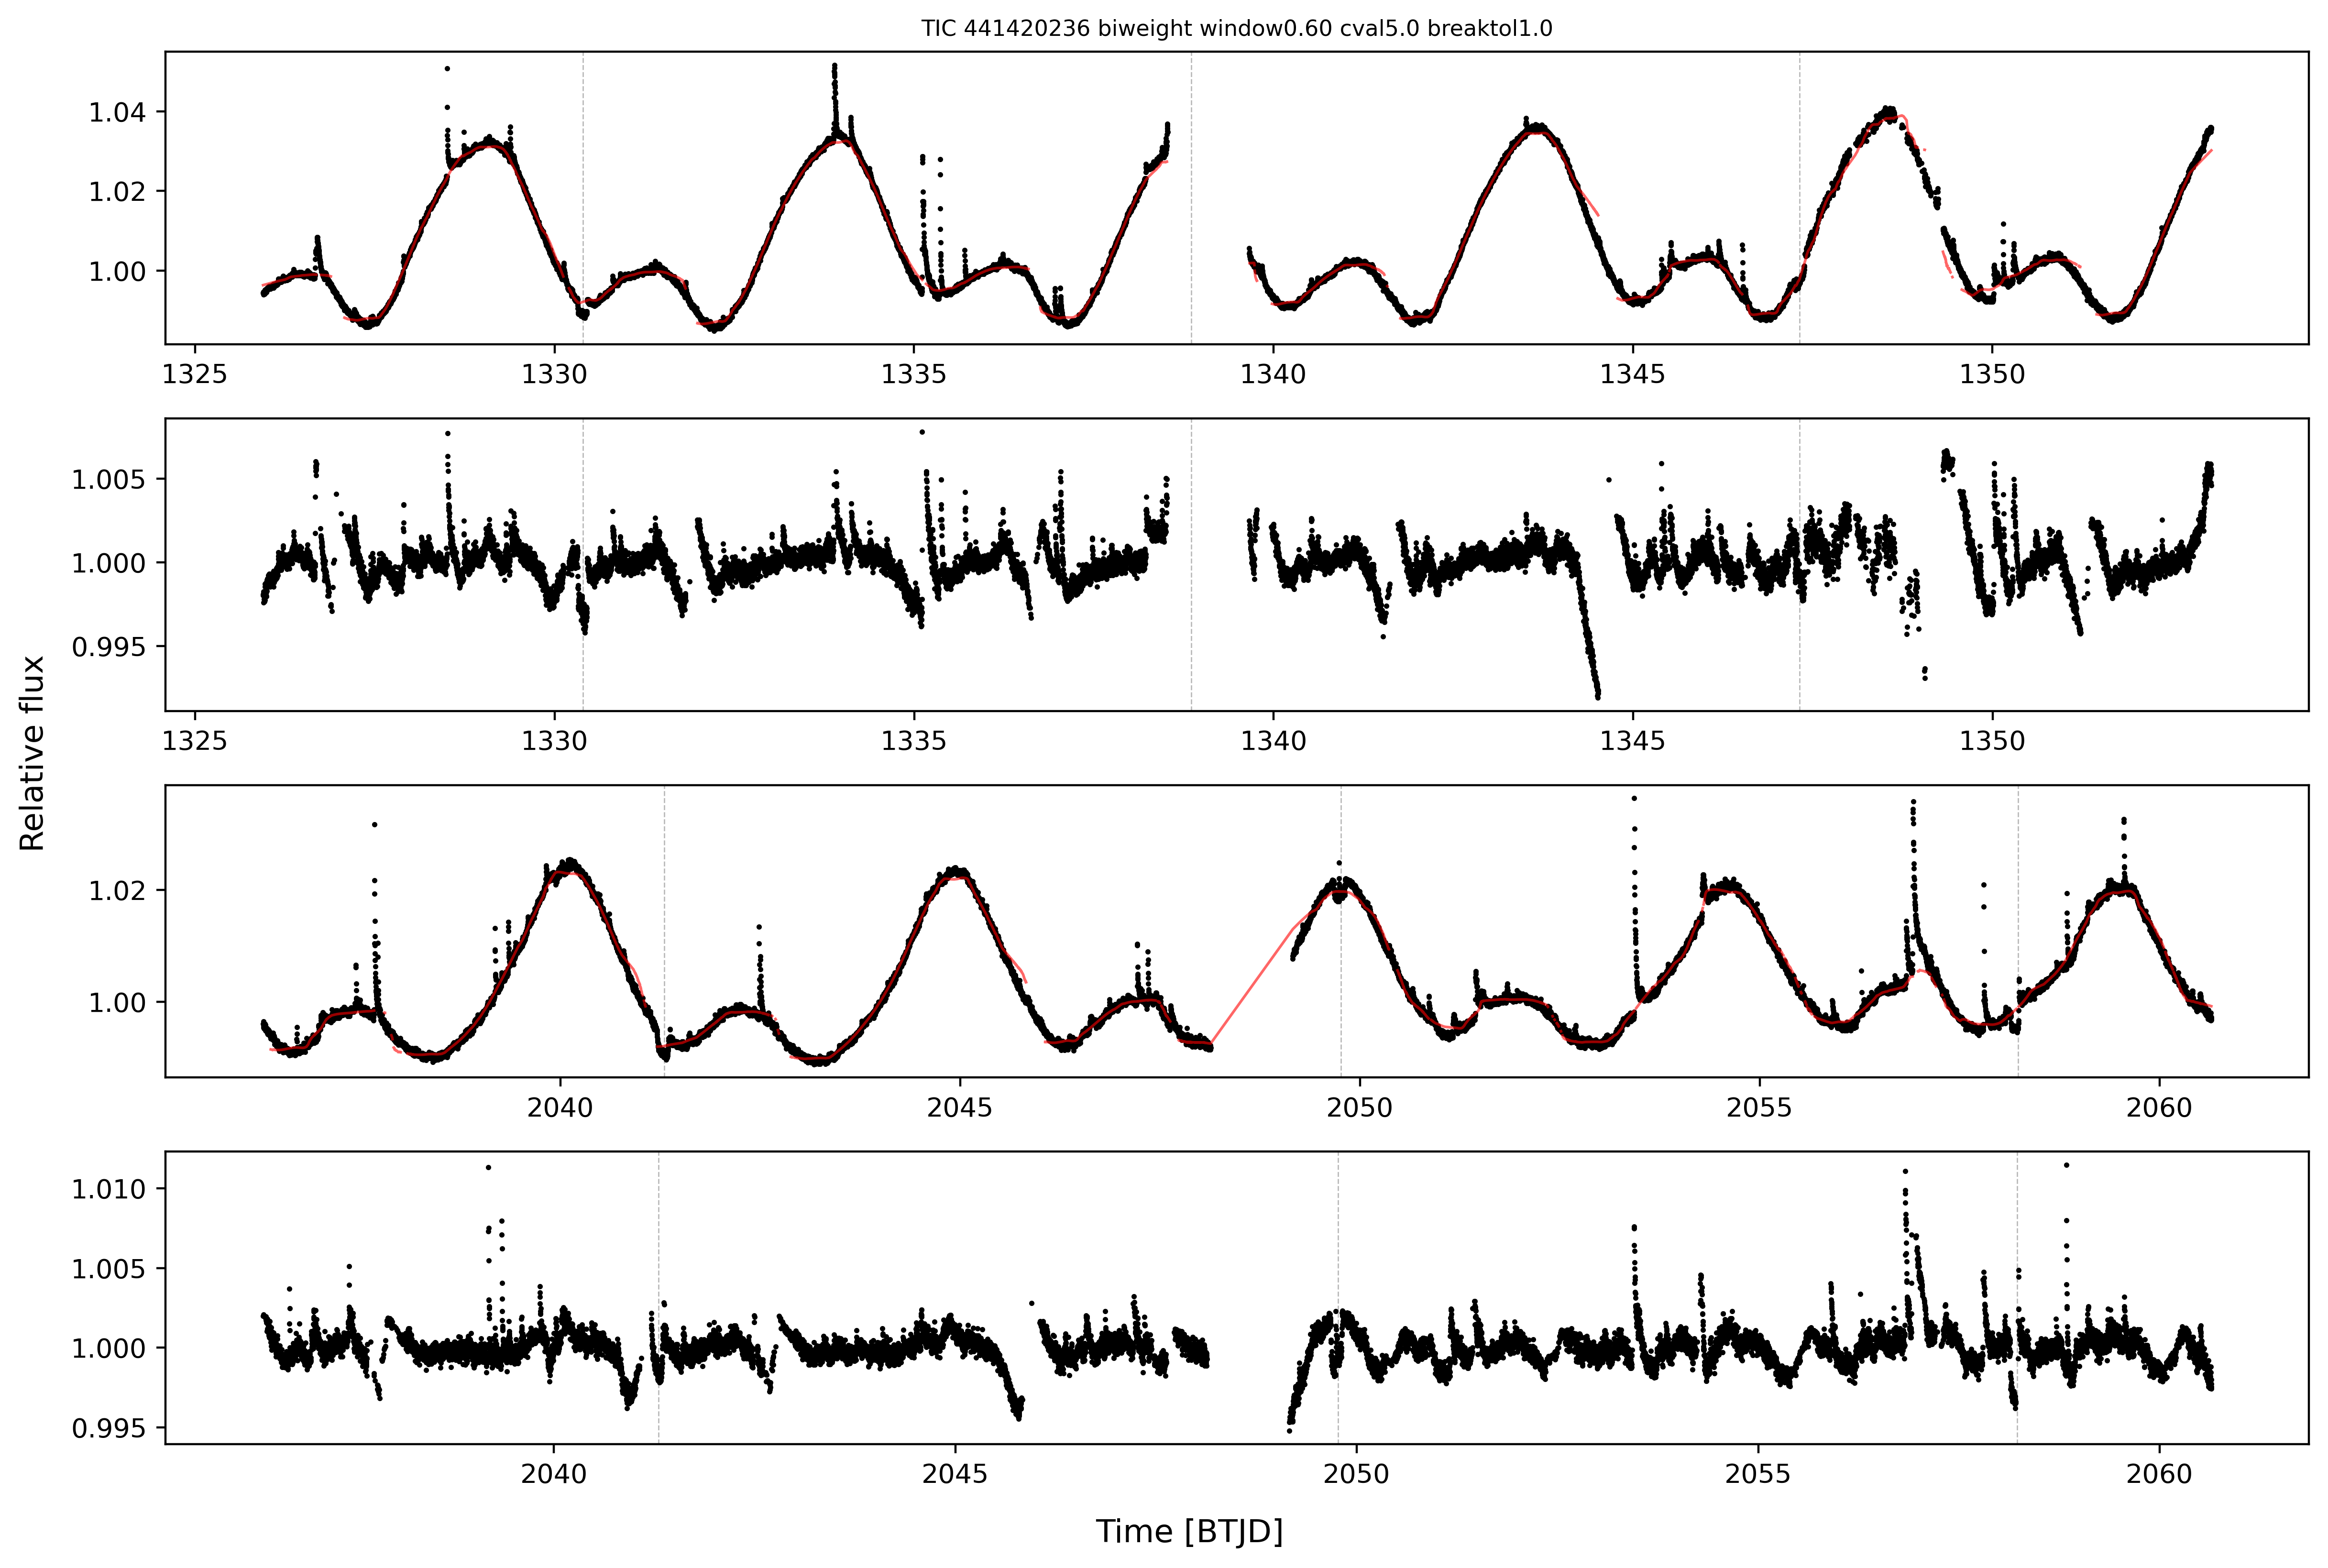 TIC 441420236 biweight window0.60 cval5.0 breaktol1.0
1.04
1.02
1.00
1325 1330 1335 1340 1345 1350
1.005
1.000
0.995
1325 1330 1335 1340 1345 1350
Relative flux
1.02
1.00
2040 2045 2050 2055 2060
1.010
1.005
1.000
0.995
2040 2045 2050 2055 2060
Time [BTJD]